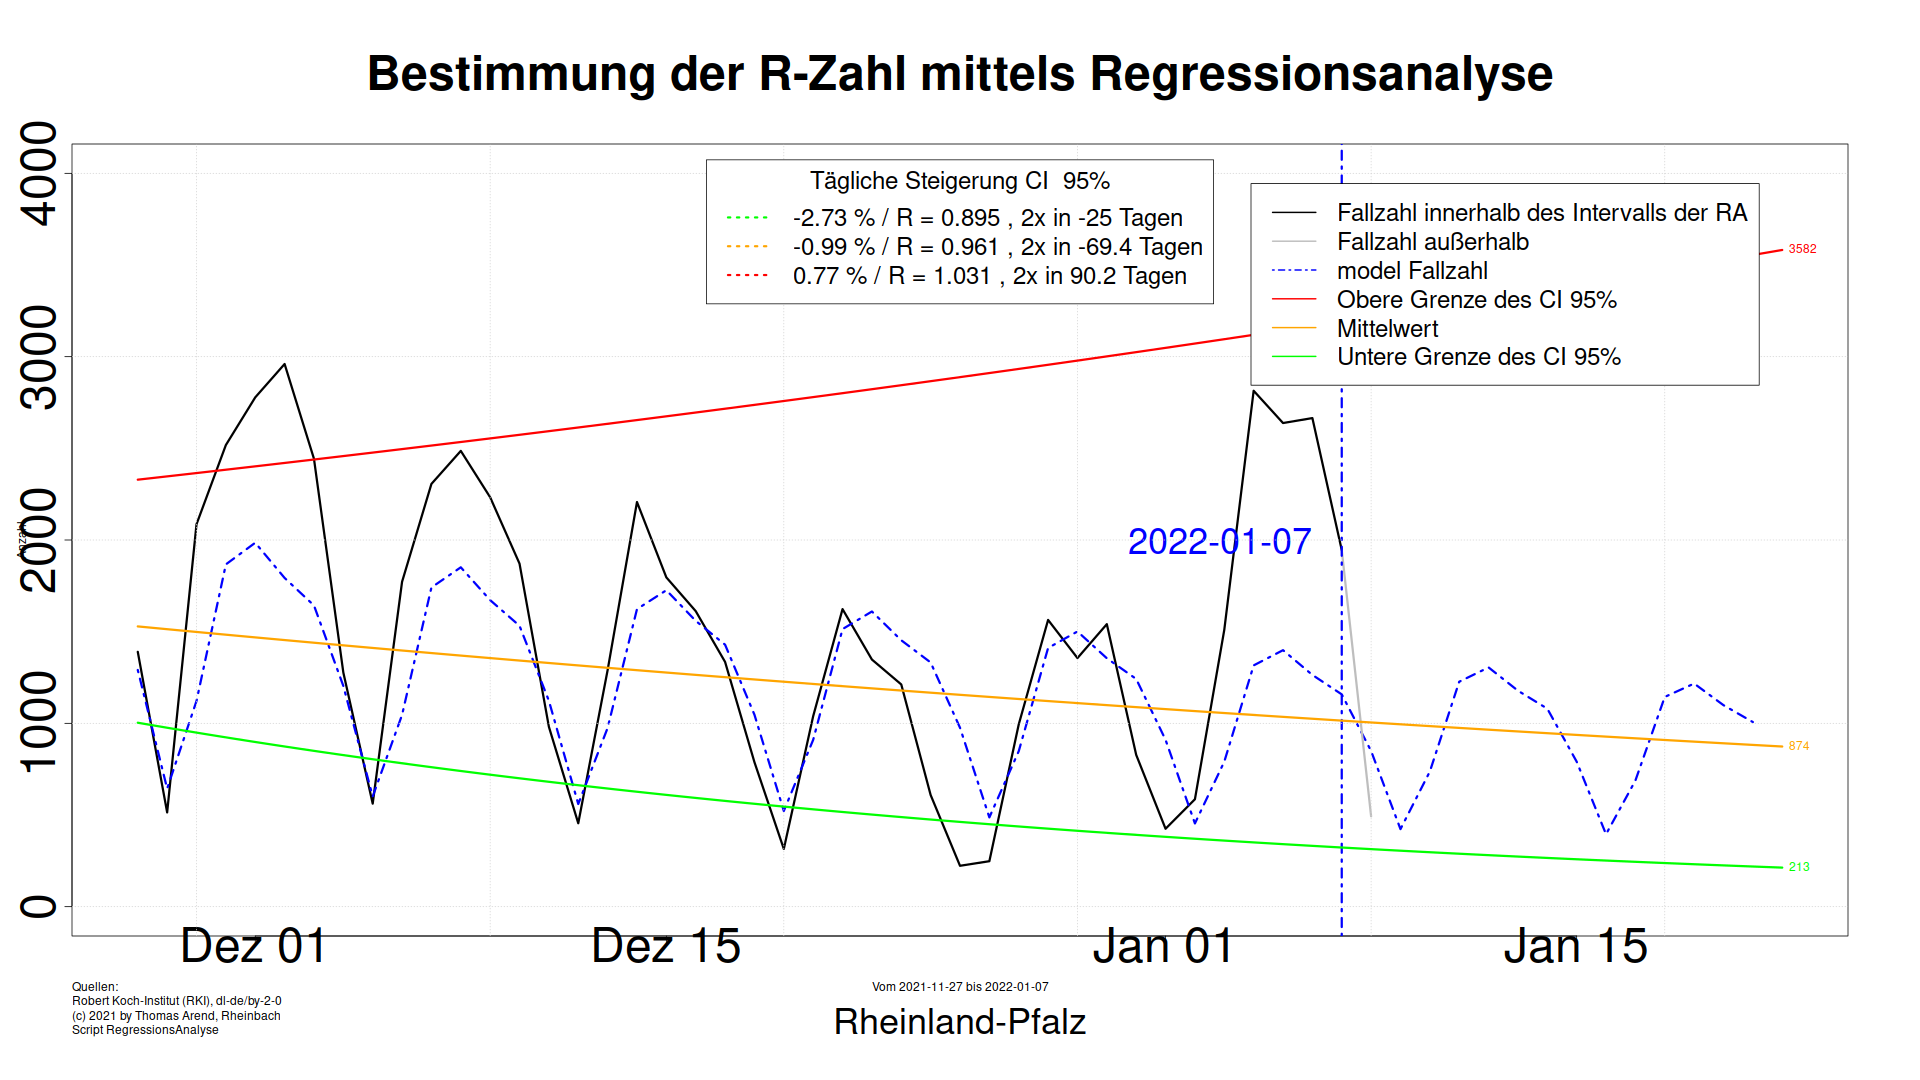 Bestimmung der R-Zahl mittels Regressionsanalyse
4000
3000
2000
1000
0
Anzahl
Tägliche Steigerung CI 95%
-2.73 % / R = 0.895 , 2x in -25 Tagen
-0.99 % / R = 0.961 , 2x in -69.4 Tagen
0.77 % / R = 1.031 , 2x in 90.2 Tagen
Fallzahl innerhalb des Intervalls der RA
Fallzahl außerhalb
model Fallzahl
Obere Grenze des CI 95%
Mittelwert
Untere Grenze des CI 95%
3582
2022-01-07
874
213
Dez 01
Dez 15
Jan 01
Jan 15
Quellen:
Robert Koch-Institut (RKI), dl-de/by-2-0
(c) 2021 by Thomas Arend, Rheinbach
Script RegressionsAnalyse
Vom 2021-11-27 bis 2022-01-07
Rheinland-Pfalz